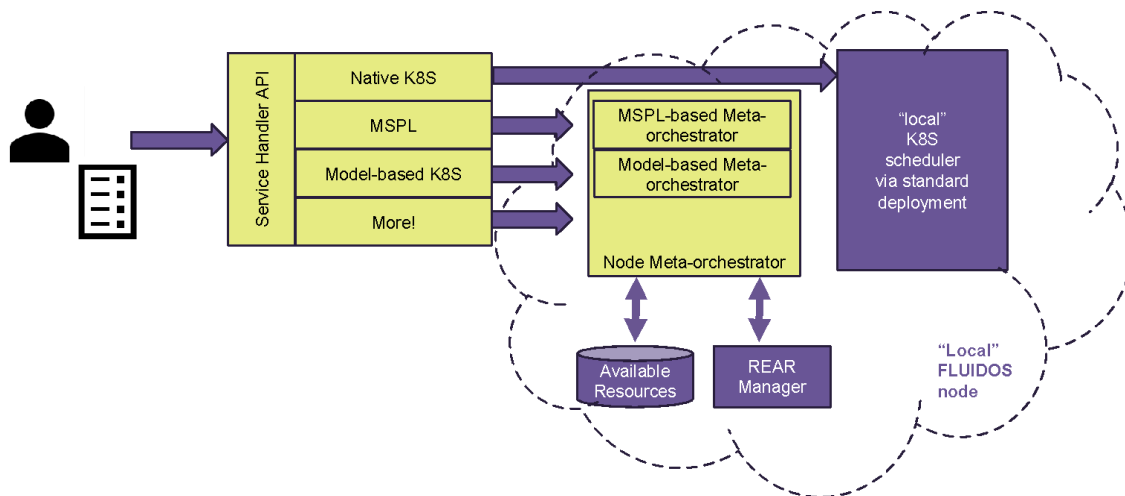 Service Handler API
Native K8S
MSPL
Model-based K8S
More!
MSPL-based Meta-
orchestrator
Model-based Meta-
orchestrator
Node Meta-orchestrator
“local”
K8S
scheduler
via standard
deployment
Available
Resources
REAR
Manager
“Local”
FLUIDOS
node